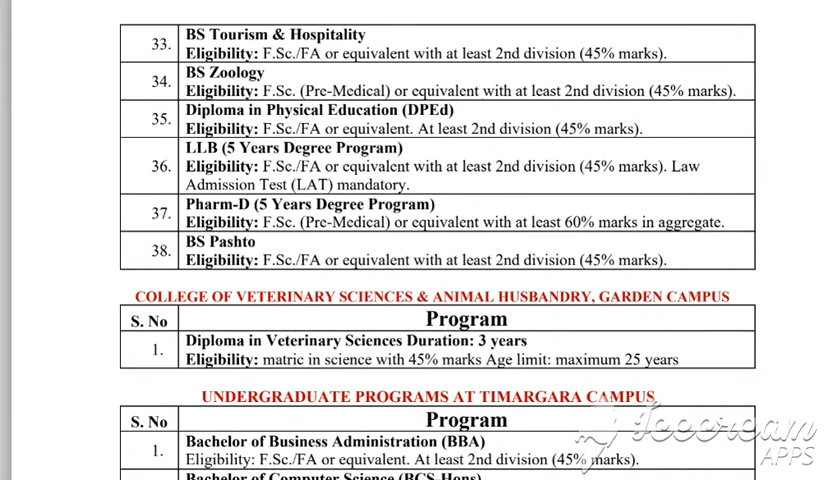 33. BS Tourism & Hospitality
Eligibility: F.Sc./FA or equivalent with at least 2nd division (45% marks).
34. BS Zoology
Eligibility: F.Sc. (Pre-Medical) or equivalent with at least 2nd division (45% marks).
35. Diploma in Physical Education (DPEd)
Eligibility: F.Sc./FA or equivalent. At least 2nd division (45% marks).
36. LLB (5 Years Degree Program)
Eligibility: F.Sc./FA or equivalent with at least 2nd division (45% marks). Law
Admission Test (LAT) mandatory.
37. Pharm-D (5 Years Degree Program)
Eligibility: F.Sc. (Pre-Medical) or equivalent with at least 60% marks in aggregate.
38. BS Pashto
Eligibility: F.Sc./FA or equivalent with at least 2nd division (45% marks).
COLLEGE OF VETERINARY SCIENCES & ANIMAL HUSBANDRY, GARDEN CAMPUS
S. No Program
1. Diploma in Veterinary Sciences Duration: 3 years
Eligibility: matric in science with 45% marks Age limit: maximum 25 years
UNDERGRADUATE PROGRAMS AT TIMARGARA CAMPUS
S. No Program
1. Bachelor of Business Administration (BBA)
Eligibility: F.Sc./FA or equivalent. At least 2nd division (45% marks).
Bachelor of Computer Science (BCS-Hons)
Icecream
APPS